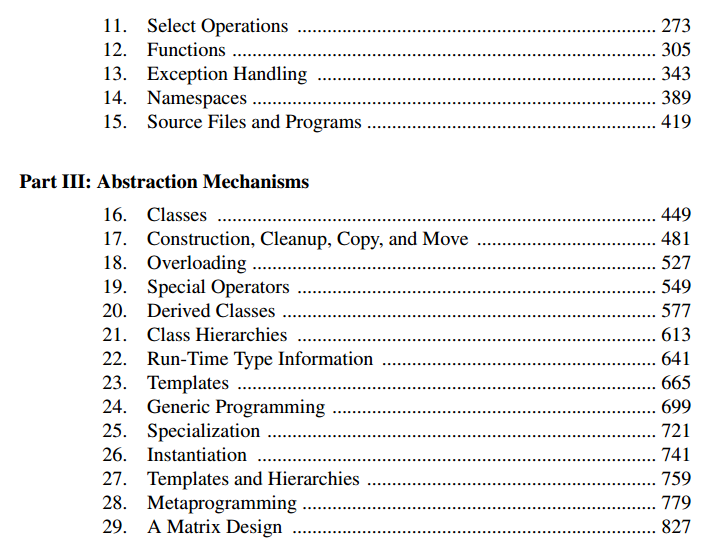 11. Select Operations ................................................................ 273
12. Functions ................................................................ 305
13. Exception Handling ................................................................ 343
14. Namespaces ................................................................ 389
15. Source Files and Programs ................................................................ 419
Part III: Abstraction Mechanisms
16. Classes ................................................................ 449
17. Construction, Cleanup, Copy, and Move ................................................................ 481
18. Overloading ................................................................ 527
19. Special Operators ................................................................ 549
20. Derived Classes ................................................................ 577
21. Class Hierarchies ................................................................ 613
22. Run-Time Type Information ................................................................ 641
23. Templates ................................................................ 665
24. Generic Programming ................................................................ 699
25. Specialization ................................................................ 721
26. Instantiation ................................................................ 741
27. Templates and Hierarchies ................................................................ 759
28. Metaprogramming ................................................................ 779
29. A Matrix Design ................................................................ 827